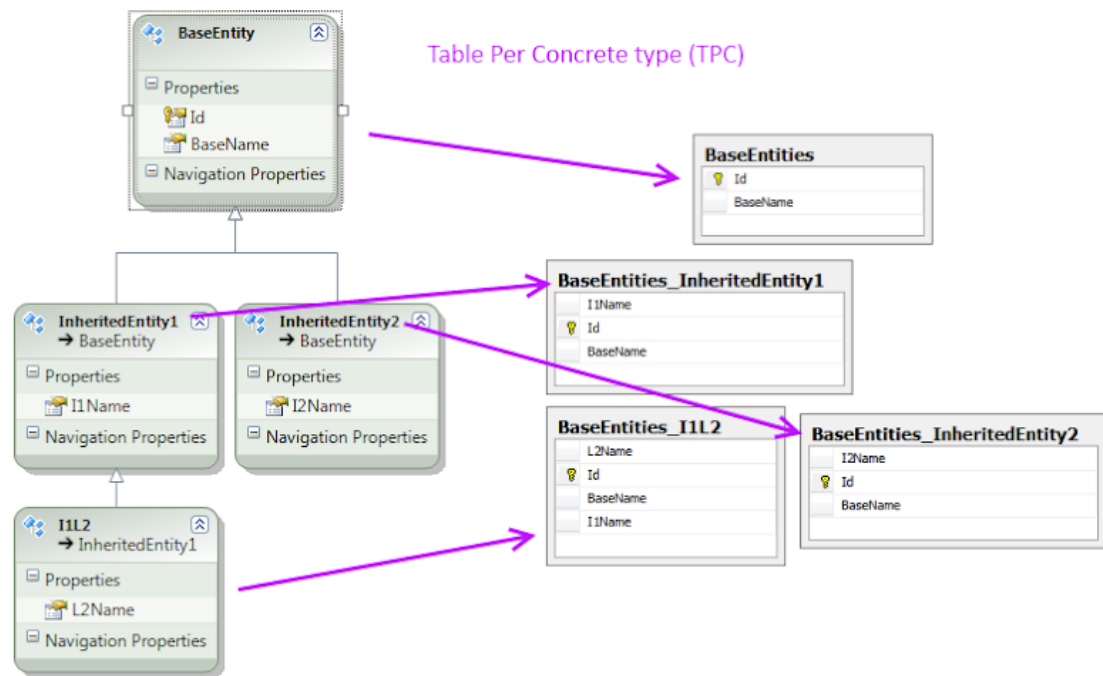 BaseEntity
Properties
Id
BaseName
Navigation Properties
Table Per Concrete type (TPC)
BaseEntities
Id
BaseName
InheritedEntity1
→ BaseEntity
Properties
I1Name
Navigation Properties
InheritedEntity2
→ BaseEntity
Properties
I2Name
Navigation Properties
BaseEntities_InheritedEntity1
I1Name
Id
BaseName
BaseEntities_I1L2
L2Name
Id
BaseName
I1Name
BaseEntities_InheritedEntity2
I2Name
Id
BaseName
I1L2
→ InheritedEntity1
Properties
L2Name
Navigation Properties